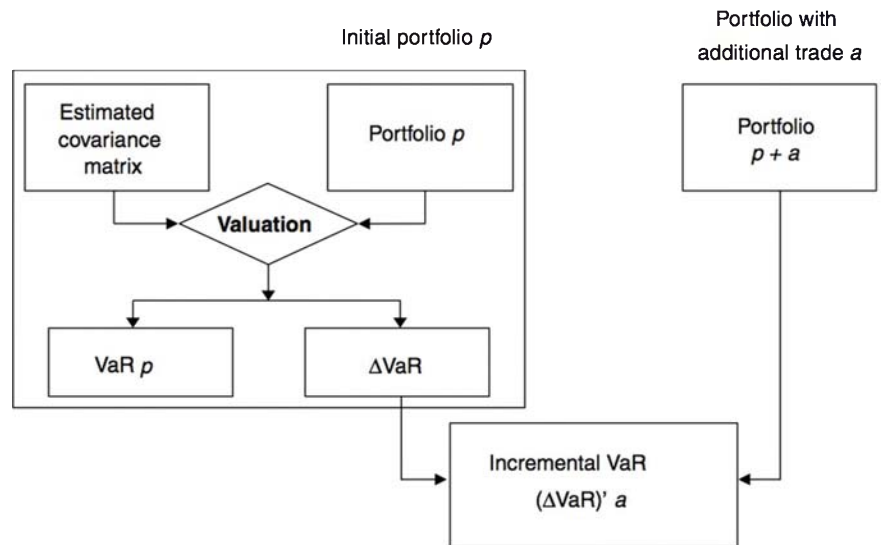 Initial portfolio p
Portfolio with
additional trade a
Estimated
covariance
matrix
Portfolio p
Portfolio
p + a
Valuation
VaR p
ΔVaR
Incremental VaR
(ΔVaR)' a